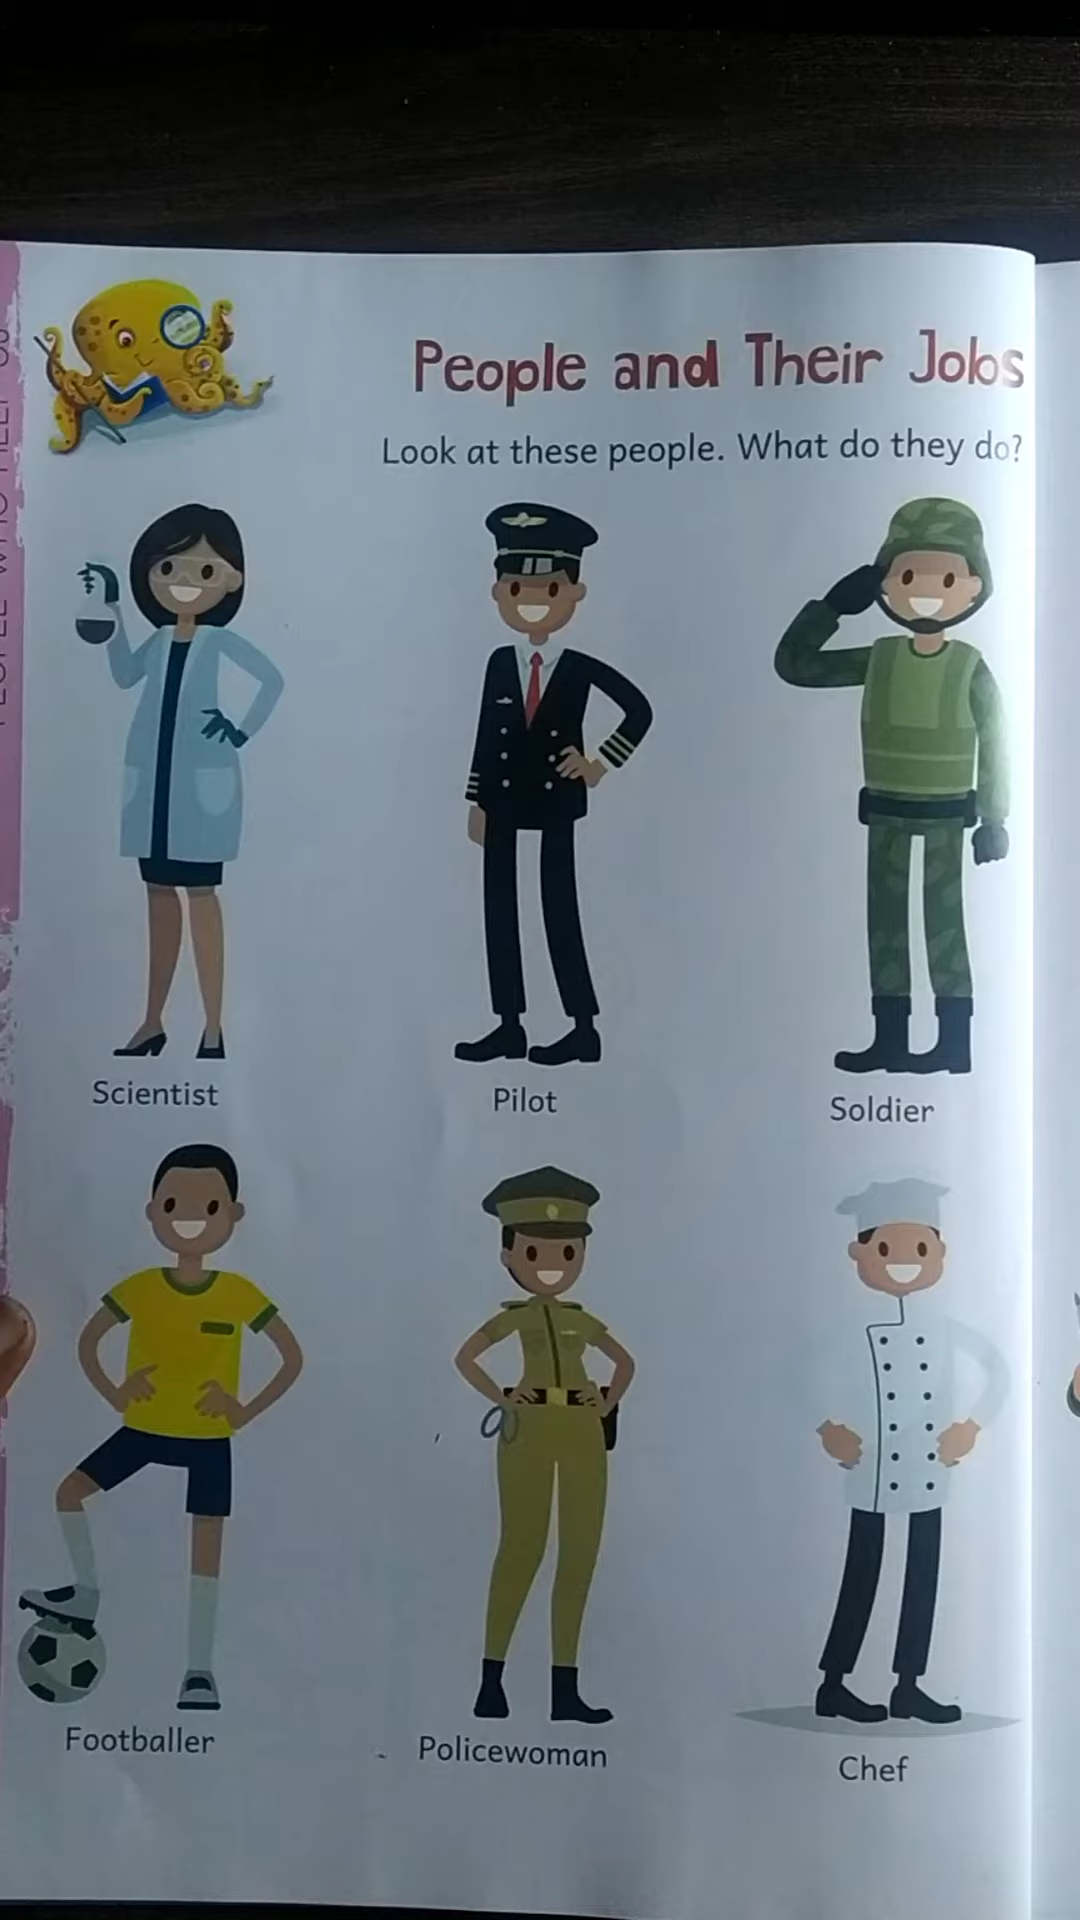 People and Their Jobs
Look at these people. What do they do?
Scientist
Pilot
Soldier
Footballer
Policewoman
Chef